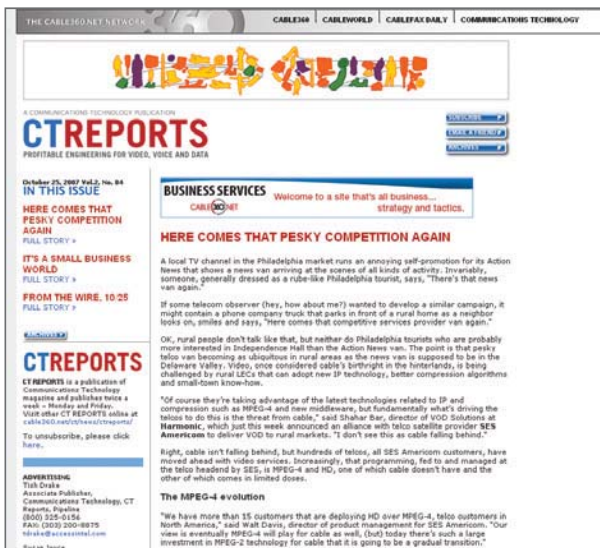 THE CABLE360.NET NETWORK
360
CABLE360 CABLEWORLD CABLEFAX DAILY COMMUNICATIONS TECHNOLOGY
A COMMUNICATIONS TECHNOLOGY PUBLICATION
CTREPORTS
PROFITABLE ENGINEERING FOR VIDEO, VOICE AND DATA
SUBSCRIBE
EMAIL A FRIEND
ARCHIVES
October 25, 2007 Vol.2, No. 84
IN THIS ISSUE
HERE COMES THAT
PESKY COMPETITION
AGAIN
FULL STORY »
IT'S A SMALL BUSINESS
WORLD
FULL STORY »
FROM THE WIRE, 10/25
FULL STORY »
ARCHIVES
CTREPORTS
CT REPORTS is a publication of
Communications Technology
magazine and publishes twice a
week – Monday and Friday.
Visit other CT REPORTS online at
cable360.net/ct/news/ctreports/
To unsubscribe, please click
here.
ADVERTISING
Tish Drake
Associate Publisher,
Communications Technology, CT
Reports, Pipeline
(800) 325-0156
FAX: (303) 200-8875
tdrake@accessintel.com
BUSINESS SERVICES
CABLE360.NET
Welcome to a site that's all business...
strategy and tactics.
HERE COMES THAT PESKY COMPETITION AGAIN
A local TV channel in the Philadelphia market runs an annoying self-promotion for its Action
News that shows a news van arriving at the scenes of all kinds of activity. Invariably,
someone, generally dressed as a rube-like Philadelphia tourist, says, "There's that news
van again."
If some telecom observer (hey, how about me?) wanted to develop a similar campaign, it
might contain a phone company truck that parks in front of a rural home as a neighbor
looks on, smiles and says, "Here comes that competitive services provider van again."
OK, rural people don't talk like that, but neither do Philadelphia tourists who are probably
more interested in Independence Hall than the Action News van. The point is that pesky
telco van becoming as ubiquitous in rural areas as the news van is supposed to be in the
Delaware Valley. Video, once considered cable's birthright in the hinterlands, is being
challenged by rural LECs that can adopt new IP technology, better compression algorithms
and small-town know-how.
"Of course they're taking advantage of the latest technologies related to IP and
compression such as MPEG-4 and new middleware, but fundamentally what's driving the
telcos to do this is the threat from cable," said Shahar Bar, director of VOD Solutions at
Harmonic, which just this week announced an alliance with telco satellite provider SES
Americom to deliver VOD to rural markets. "I don't see this as cable falling behind."
Right, cable isn't falling behind, but hundreds of telcos, all SES Americom customers, have
moved ahead with video services. Increasingly, that programming, fed to and managed at
the telco headend by SES, is MPEG-4 and HD, one of which cable doesn't have and the
other of which comes in limited doses.
The MPEG-4 evolution
"We have more than 15 customers that are deploying HD over MPEG-4, telco customers in
North America," said Walt Davis, director of product management for SES Americom. "Our
view is eventually MPEG-4 will play for cable as well, (but) today there's such a large
investment in MPEG-2 technology for cable that it is going to be a gradual transition."